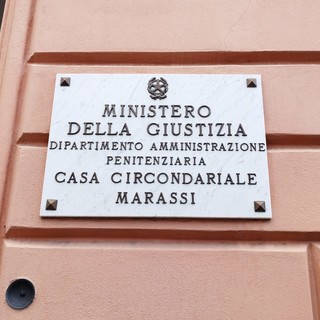 MINISTERO
DELLA GIUSTIZIA
DIPARTIMENTO AMMINISTRAZIONE
PENITENZIARIA
CASA CIRCONDARIALE
MARASSI